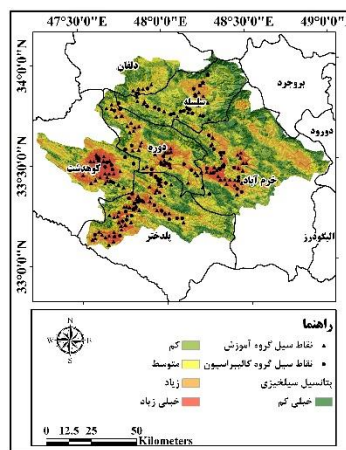 47°30'0"E 48°0'0"E 48°30'0"E 49°0'0"E
34°0'0"N
33°30'0"N
33°0'0"N
دلفان
سلسله
بروجرد
دورود
دوره
کوهدشت
خرم آباد
الیگودرز
پلدختر
راهنما
نقاط سیل گروه آموزش
کم
نقاط سیل گروه کالیبراسیون
متوسط
پتانسیل سیلخیزی
زیاد
خیلی کم
خیلی زیاد
N
W E
S
0 12.5 25 50
Kilometers